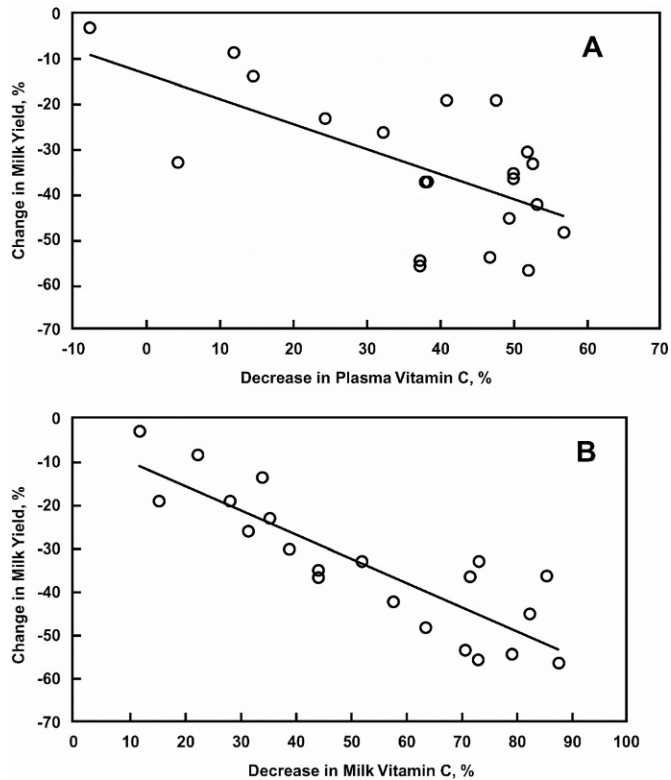 A
0
-10
-20
-30
-40
-50
-60
-70
Change in Milk Yield, %
-10 0 10 20 30 40 50 60 70
Decrease in Plasma Vitamin C, %
B
0
-10
-20
-30
-40
-50
-60
-70
Change in Milk Yield, %
0 10 20 30 40 50 60 70 80 90 100
Decrease in Milk Vitamin C, %